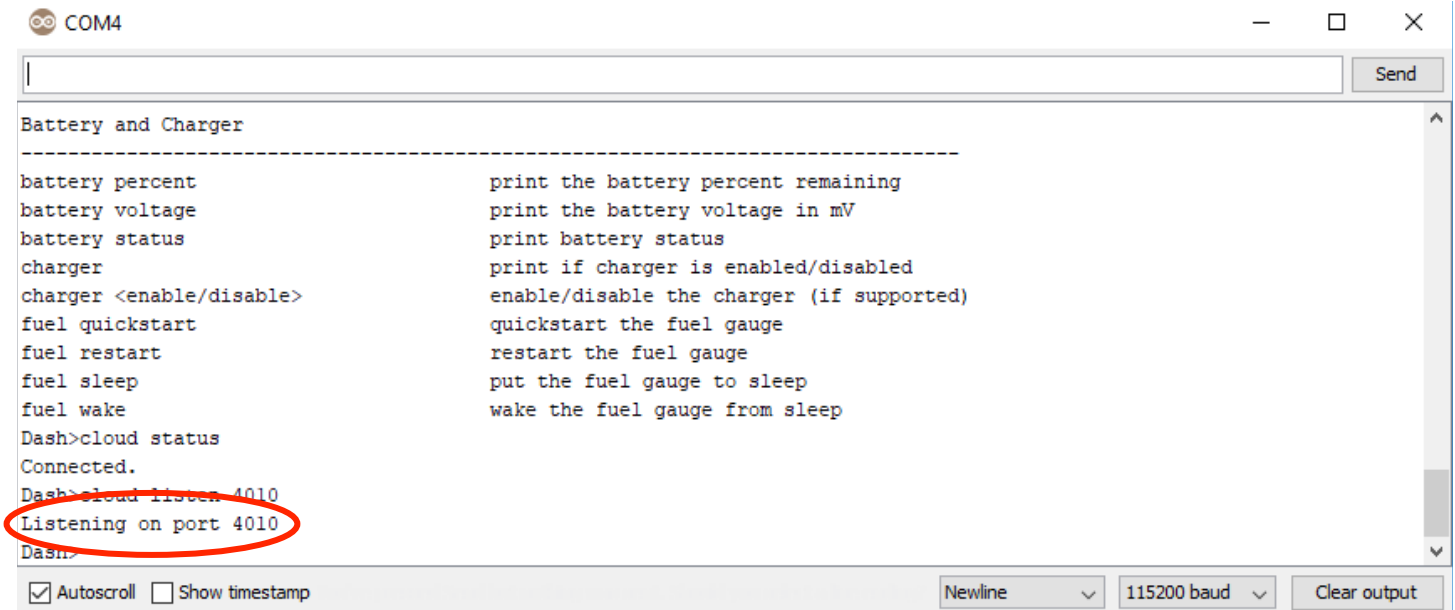 COM4
Send
Battery and Charger
--------------------------------------------------------------------------------
battery percent                         print the battery percent remaining
battery voltage                         print the battery voltage in mV
battery status                          print battery status
charger                                 print if charger is enabled/disabled
charger <enable/disable>                enable/disable the charger (if supported)
fuel quickstart                         quickstart the fuel gauge
fuel restart                            restart the fuel gauge
fuel sleep                              put the fuel gauge to sleep
fuel wake                               wake the fuel gauge from sleep
Dash>cloud status
Connected.
Dash>cloud listen 4010
Listening on port 4010
Dash>
Autoscroll Show timestamp Newline 115200 baud Clear output